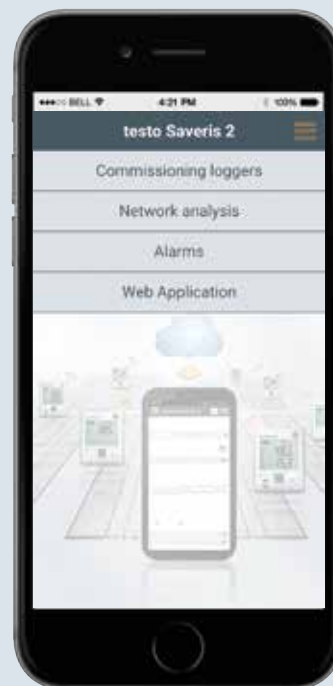 BELL 4:21 PM 100%
testo Saveris 2
Commissioning loggers
Network analysis
Alarms
Web Application